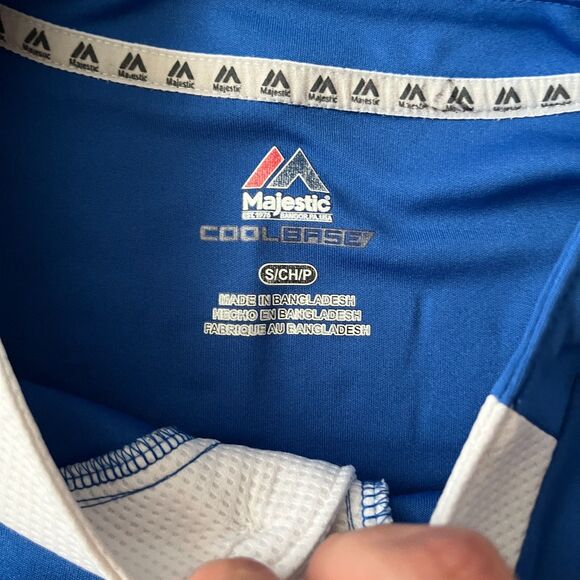 Majestic Majestic Majestic Majestic Majestic Majestic Majestic Majestic Majestic Majestic Majestic
Majestic
EST. 1976 BANGOR, PA, USA
COOLBASE
S/CH/P
MADE IN BANGLADESH
HECHO EN BANGLADESH
FABRIQUE AU BANGLADESH